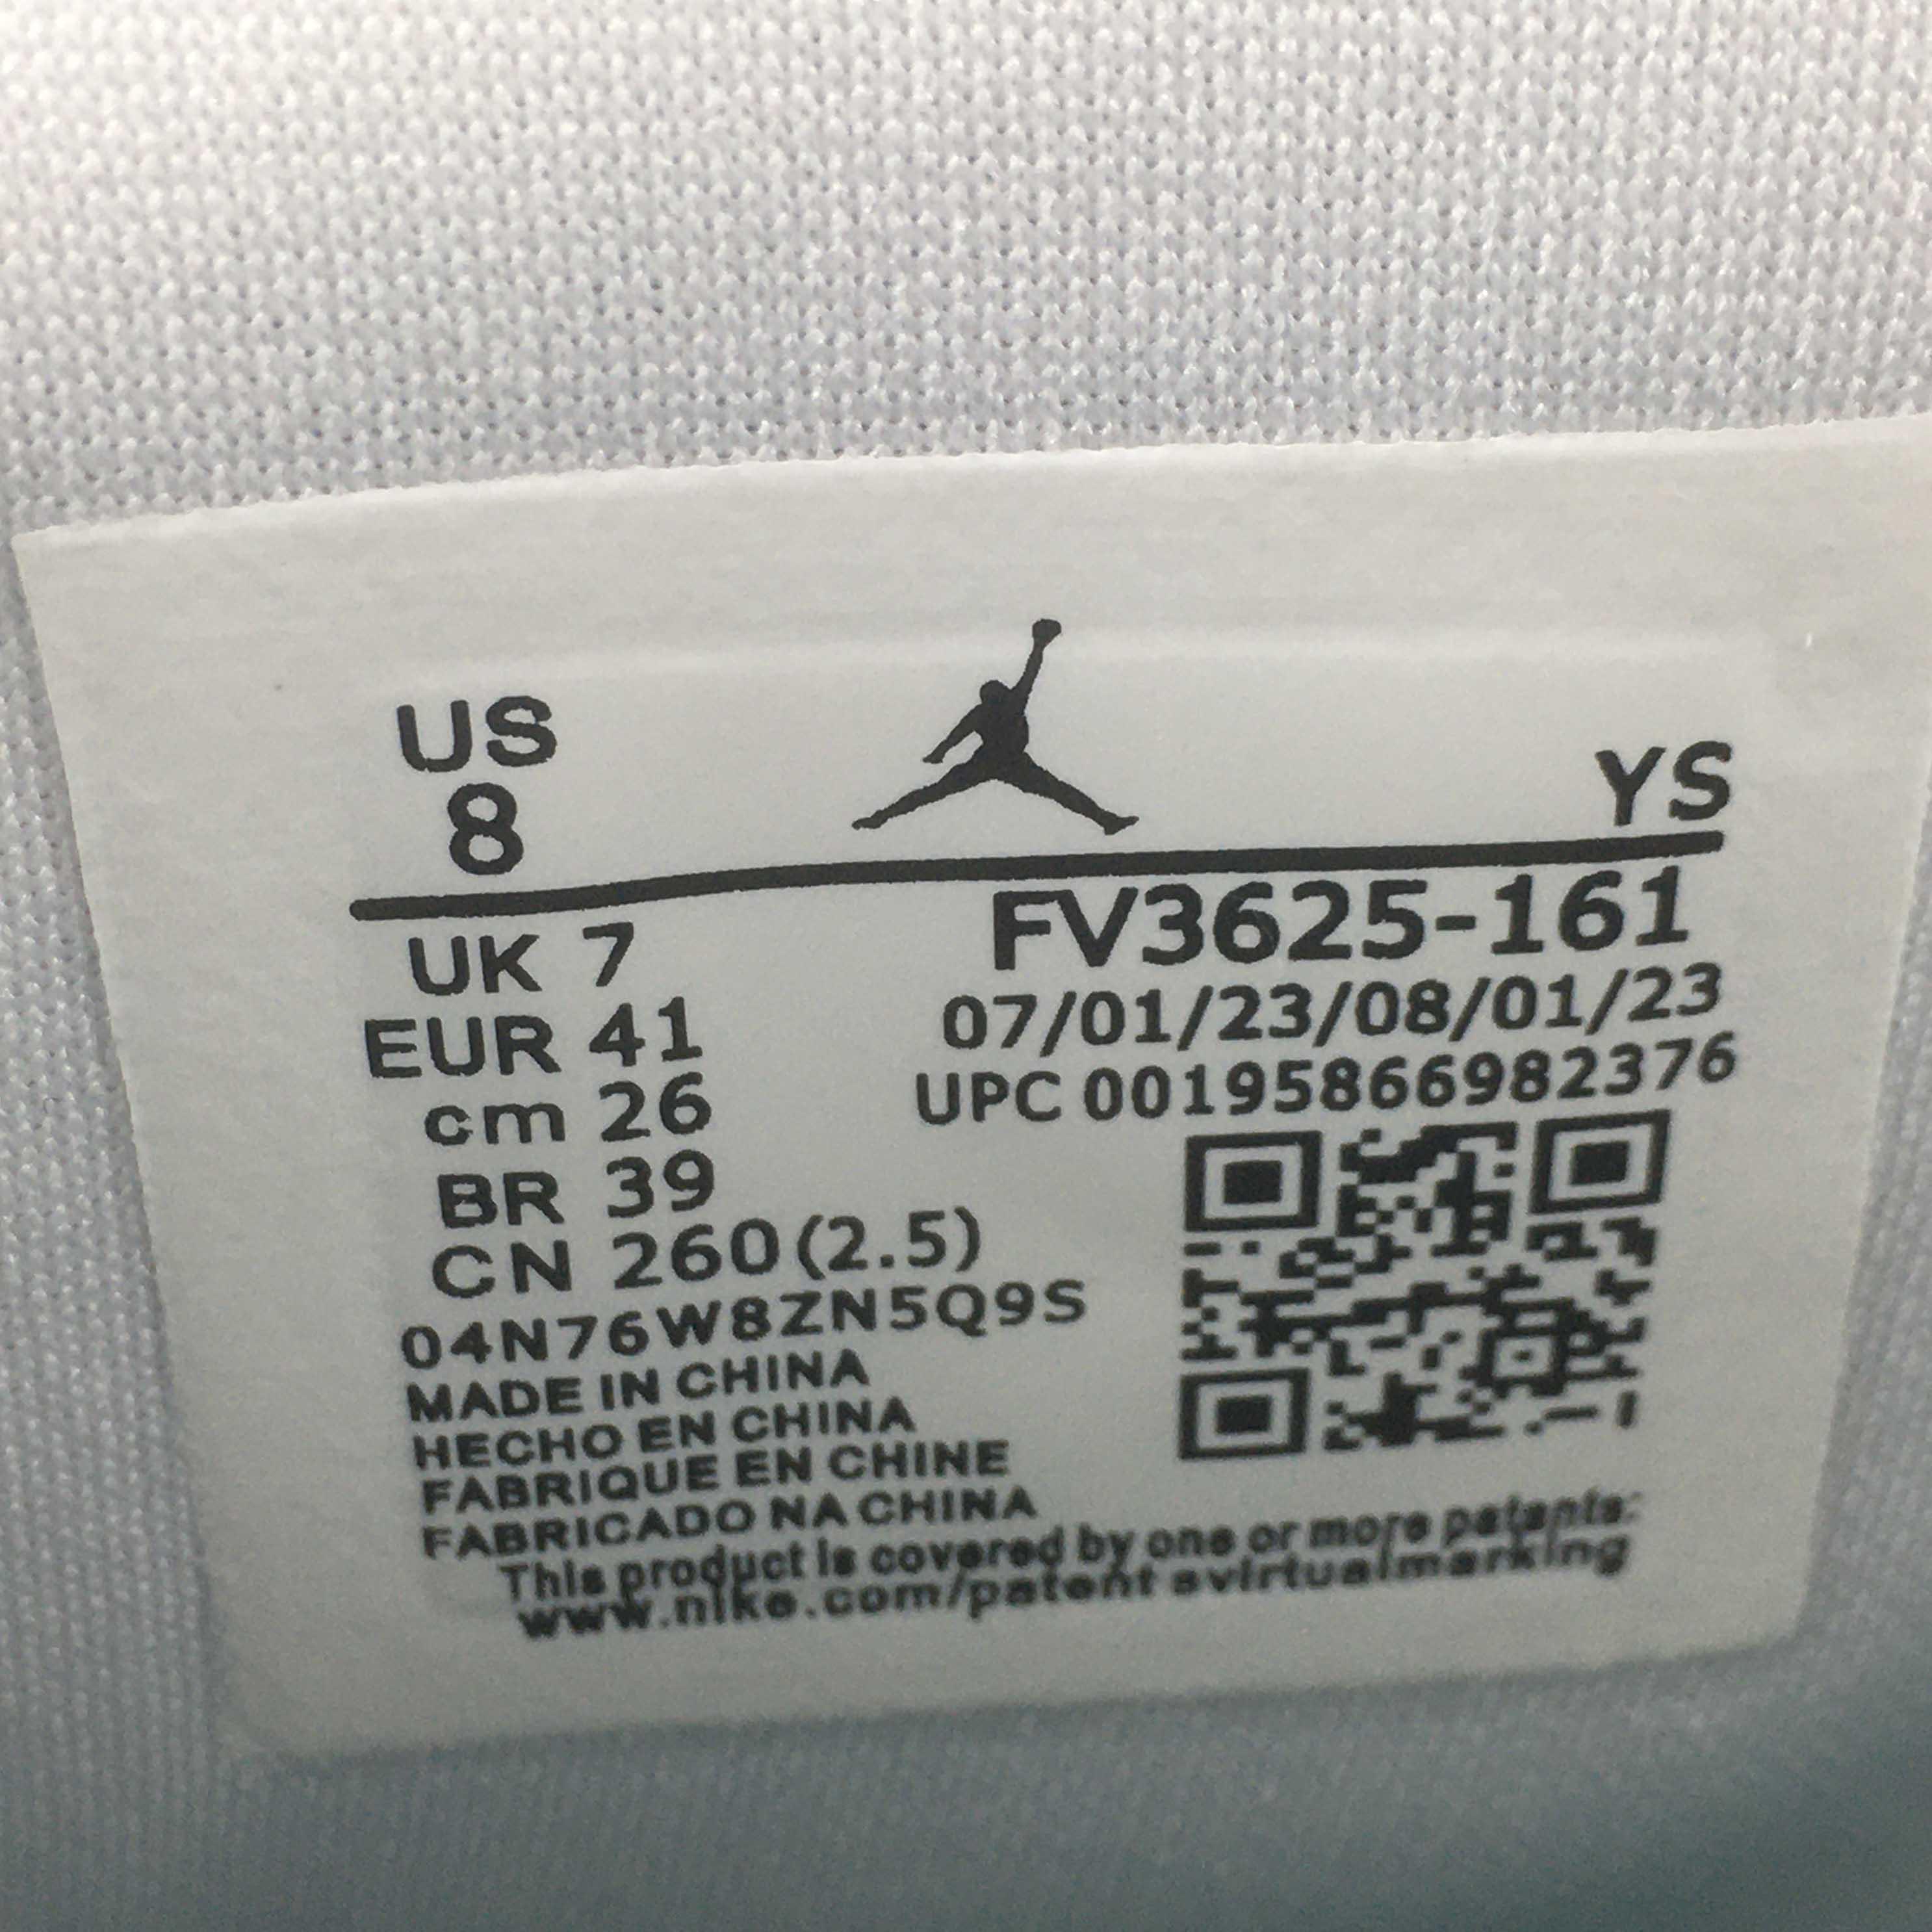 US
8
YS
UK 7
FV3625-161
EUR 41
07/01/23/08/01/23
cm 26
UPC 00195866982376
BR 39
CN 260(2.5)
04N76W8ZN5Q9S
MADE IN CHINA
HECHO EN CHINA
FABRIQUE EN CHINE
FABRICADO NA CHINA
This product is covered by one or more patents:
www.nike.com/patent svirtualmarking